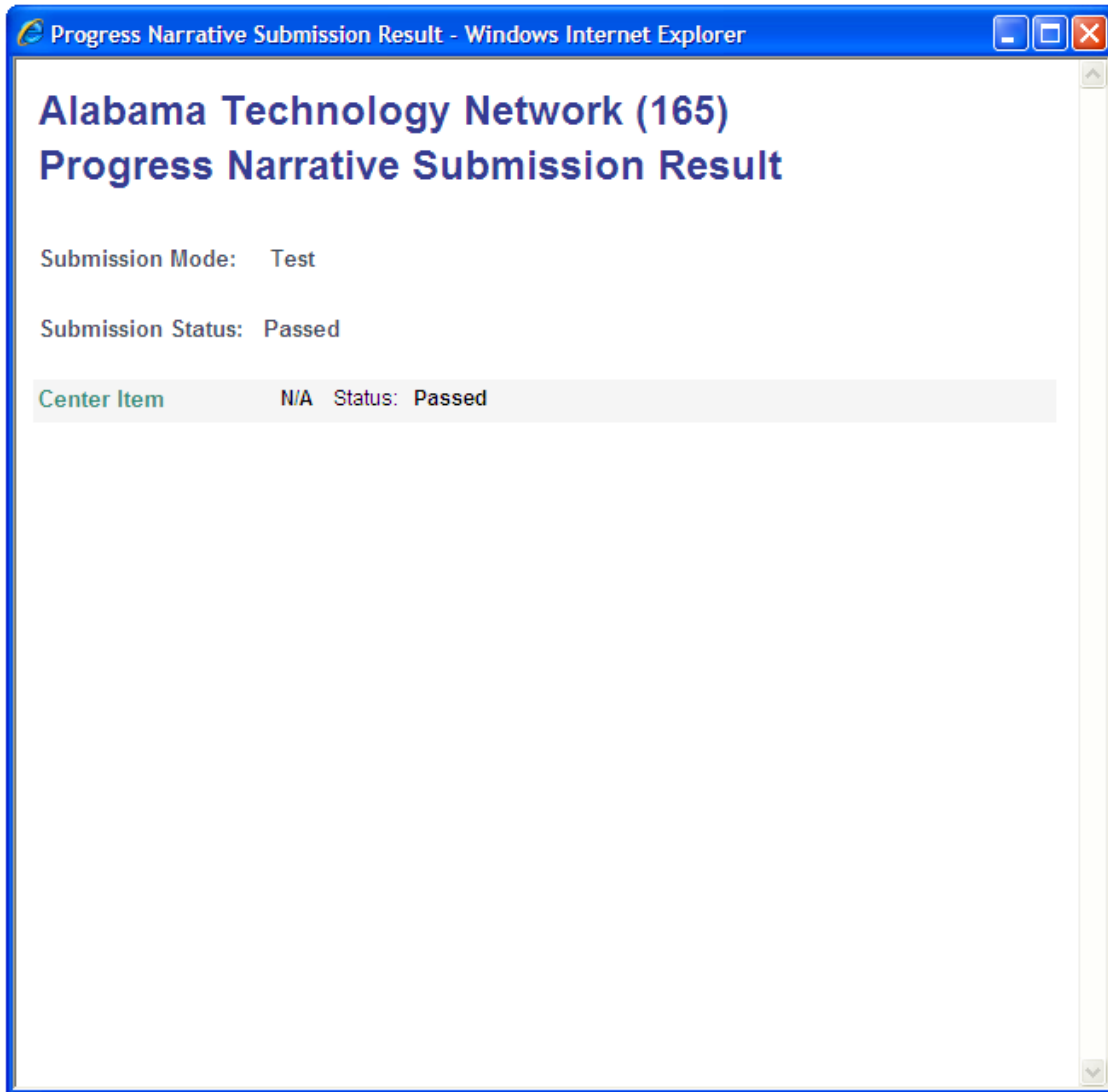 Progress Narrative Submission Result - Windows Internet Explorer
Alabama Technology Network (165)
Progress Narrative Submission Result
Submission Mode: Test
Submission Status: Passed
Center Item N/A Status: Passed